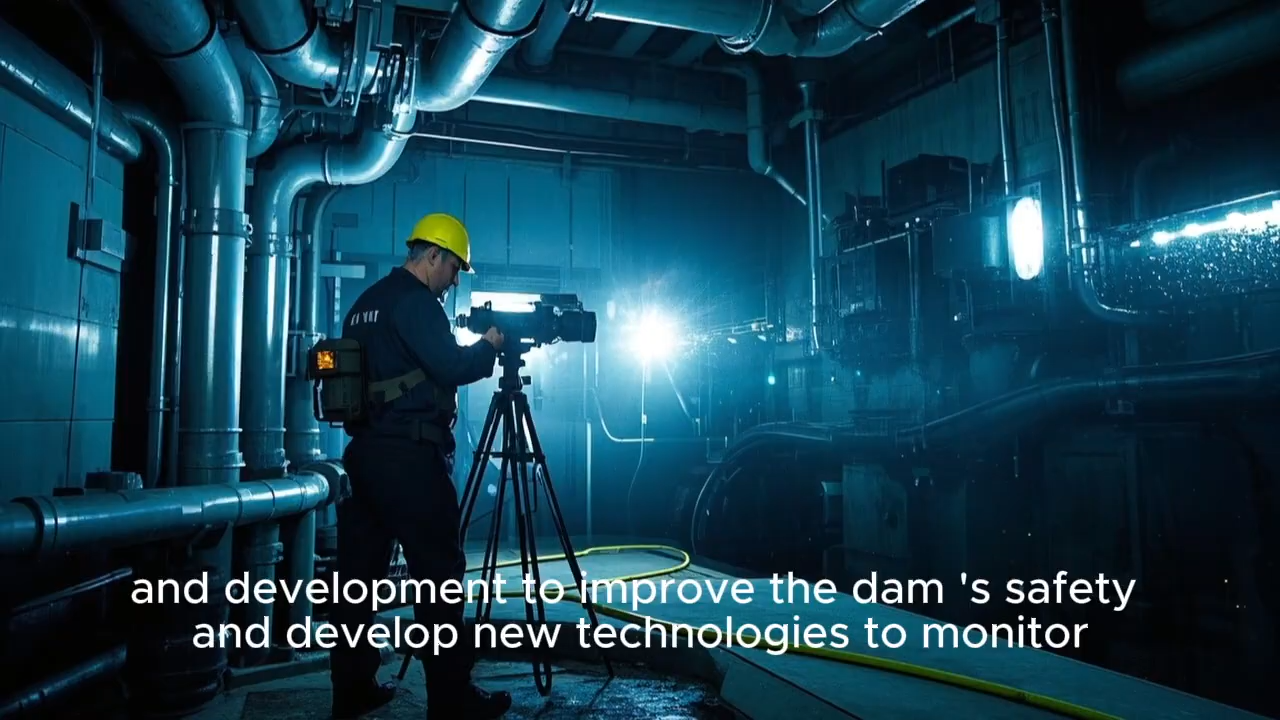 and development to improve the dam 's safety
and develop new technologies to monitor